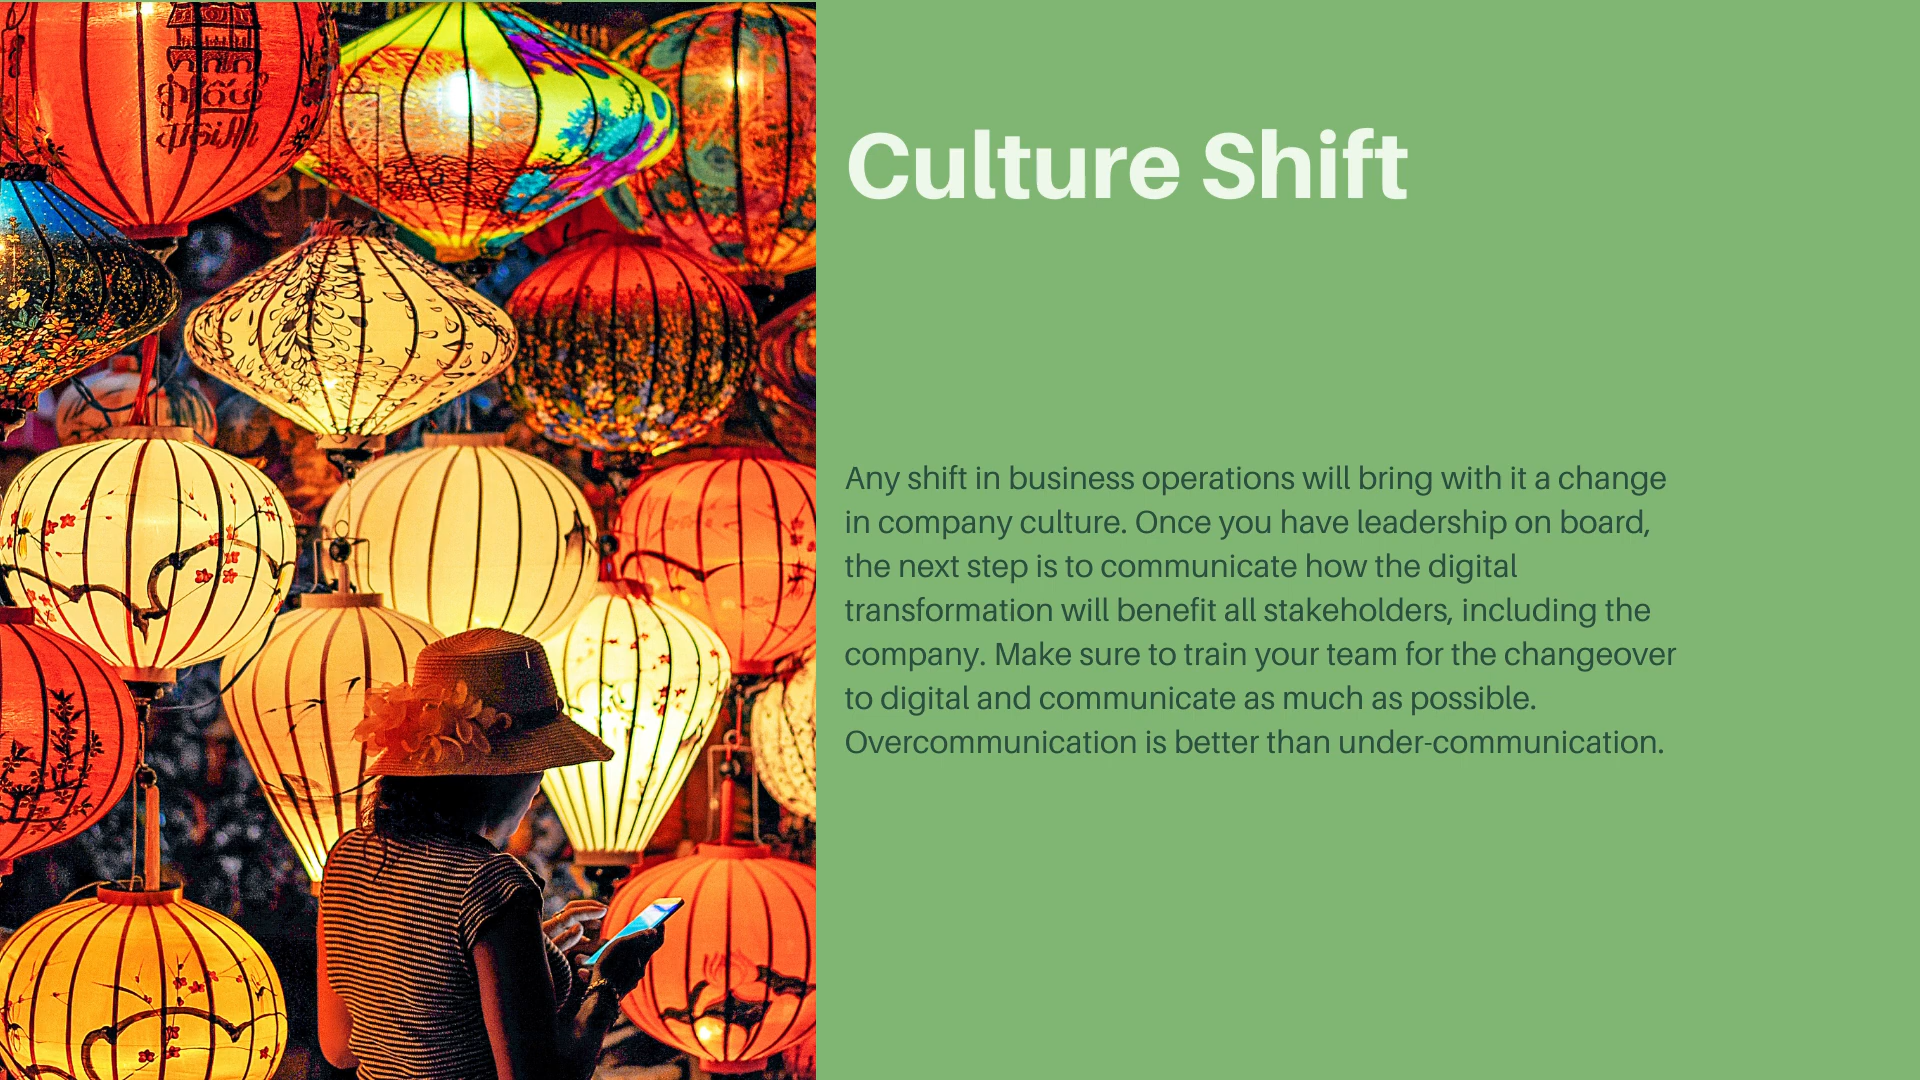 Culture Shift
Any shift in business operations will bring with it a change
in company culture. Once you have leadership on board,
the next step is to communicate how the digital
transformation will benefit all stakeholders, including the
company. Make sure to train your team for the changeover
to digital and communicate as much as possible.
Overcommunication is better than under-communication.